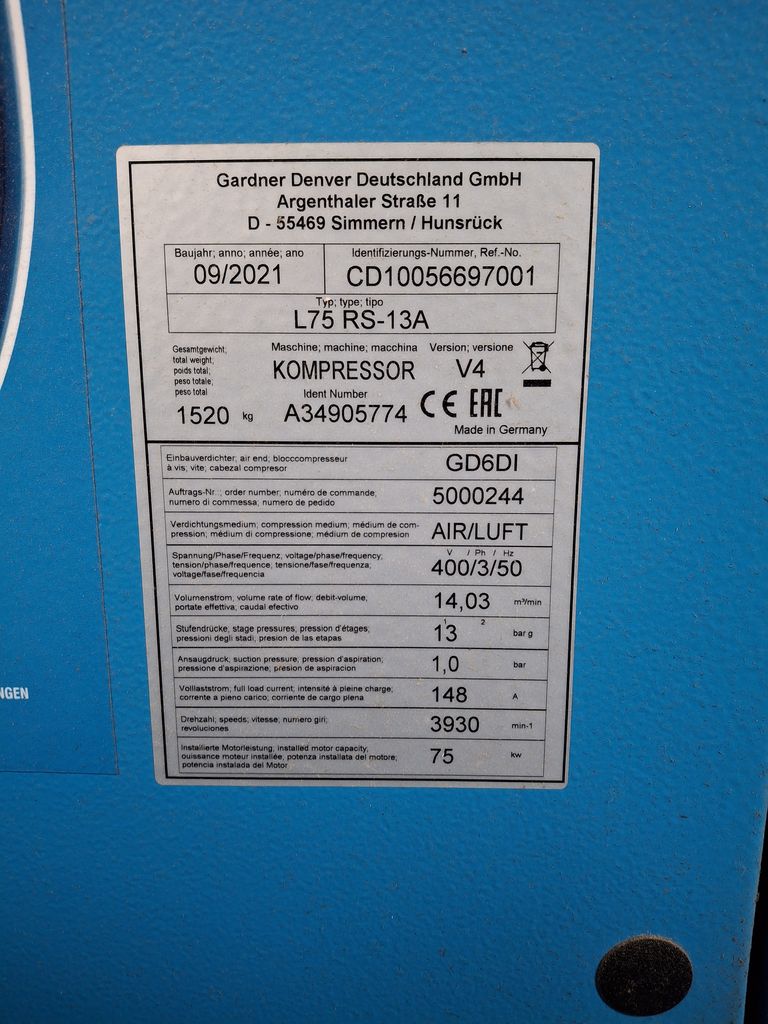 Gardner Denver Deutschland GmbH
Argenthaler Straße 11
D - 55469 Simmern / Hunsrück
Baujahr; anno; année; ano
09/2021
Identifizierungs-Nummer, Ref.-No.
CD10056697001
Typ; type; tipo
L75 RS-13A
Gesamtgewicht;
total weight;
poids total;
peso totale;
peso total
1520 kg
Maschine; machine; macchina
KOMPRESSOR
Version; versione
V4
Ident Number
A34905774
CE EAC
Made in Germany
Einbauverdichter; air end; blocccompresseur
à vis; vite; cabezal compresor
GD6DI
Auftrags-Nr.; order number; numéro de commande;
numero di commessa; numero de pedido
5000244
Verdichtungsmedium; compression medium; médium de com-
pression; médium di compressione; médium de compresion
AIR/LUFT
Spannung/Phase/Frequenz; voltage/phase/frequency;
tension/phase/frequence; tensione/fase/frequenza;
voltage/fase/frequencia
V / Ph / Hz
400/3/50
Volumenstrom; volume rate of flow; debit-volume;
portate effettiva; caudal efectivo
14,03 m³/min
Stufendrücke; stage pressures; pression d'étages;
pressioni degli stadi; presion de las etapas
1 2
13 bar g
Ansaugdruck; suction pressure; pression d'aspiration;
pressione d'aspirazione; presion de aspiracion
1,0 bar
Volllaststrom; full load current; intensité à pleine charge;
corrente a pieno carico; corriente de cargo plena
148 A
Drehzahl; speeds; vitesse; numero giri;
revoluciones
3930 min-1
Installierte Motorleistung; installed motor capacity;
ouissance moteur installée; potenza installata del motore;
potencia instalada del Motor
75 kw
NGEN